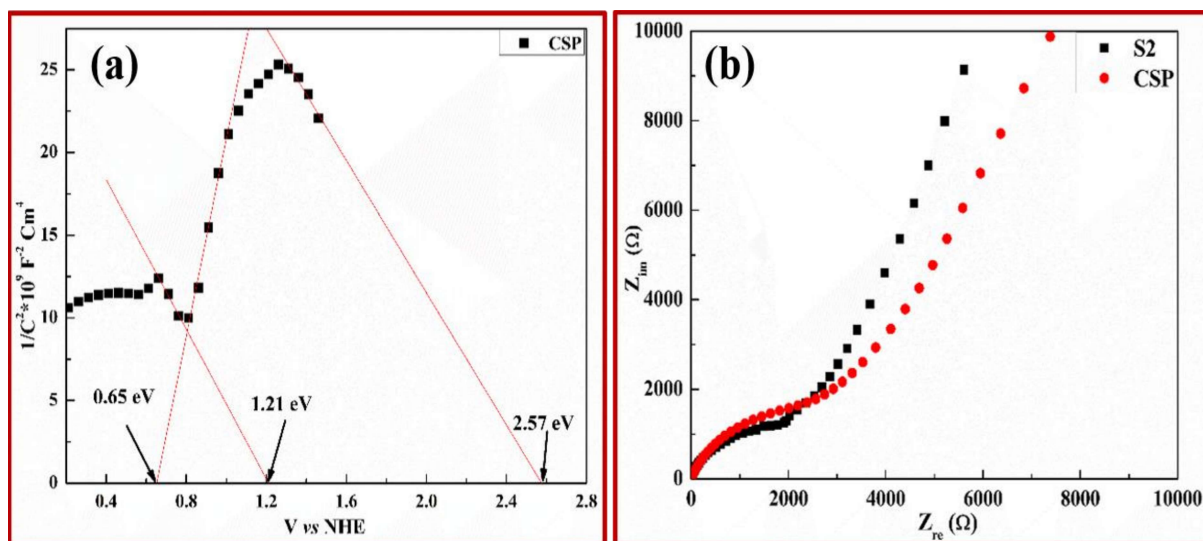 (a)
CSP
25
20
15
10
5
0
1/C²*10⁹ F⁻² Cm⁴
0.65 eV
1.21 eV
2.57 eV
0.4 0.8 1.2 1.6 2.0 2.4 2.8
V vs NHE
(b)
S2
CSP
10000
8000
6000
4000
2000
0
Z_im (Ω)
0 2000 4000 6000 8000 10000
Z_re (Ω)